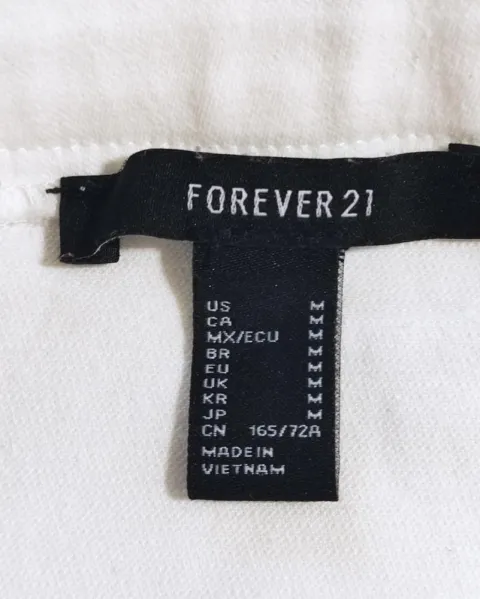 FOREVER 21
US M
CA M
MX/ECU M
BR M
EU M
UK M
KR M
JP M
CN 165/72A
MADE IN
VIETNAM